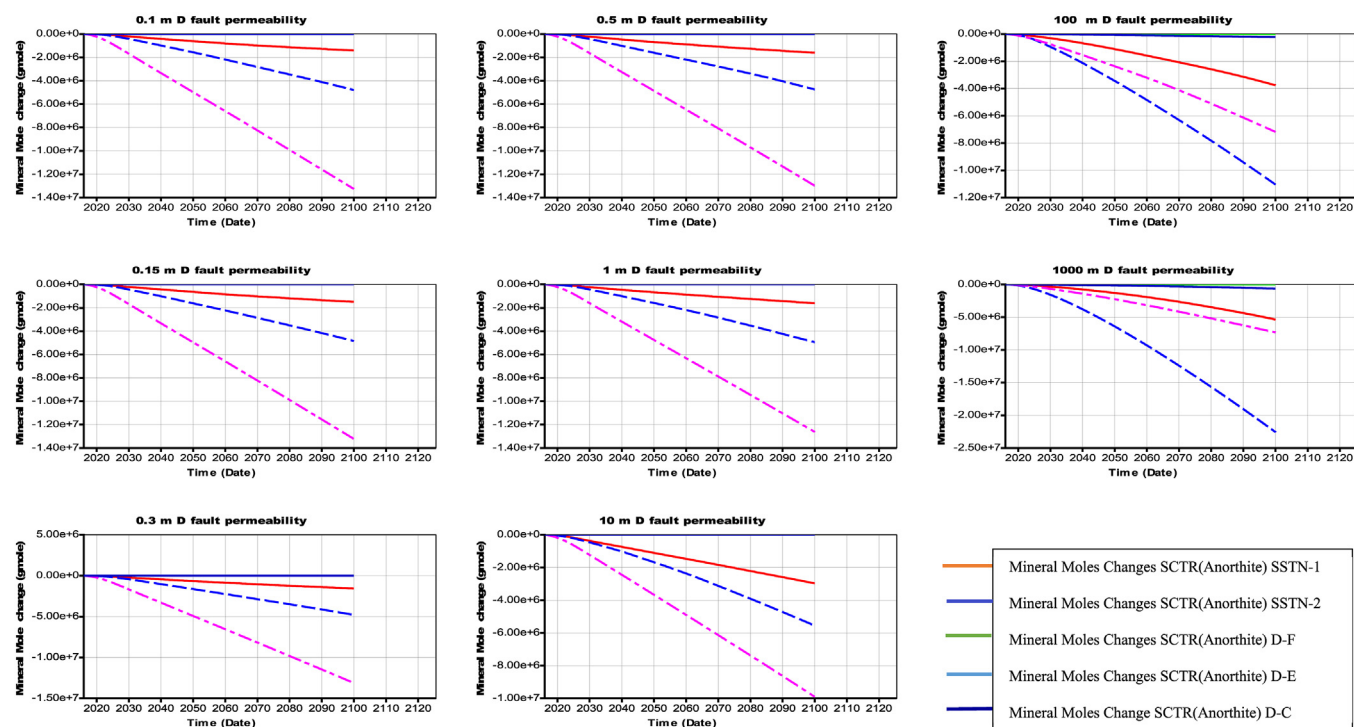 0.1 m D fault permeability
Mineral Mole change (gmole)
0.00e+0
-2.00e+6
-4.00e+6
-6.00e+6
-8.00e+6
-1.00e+7
-1.20e+7
-1.40e+7
2020 2030 2040 2050 2060 2070 2080 2090 2100 2110 2120
Time (Date)
0.5 m D fault permeability
Mineral Mole change (gmole)
0.00e+0
-2.00e+6
-4.00e+6
-6.00e+6
-8.00e+6
-1.00e+7
-1.20e+7
-1.40e+7
2020 2030 2040 2050 2060 2070 2080 2090 2100 2110 2120
Time (Date)
100 m D fault permeability
Mineral Mole change (gmole)
0.00e+0
-2.00e+6
-4.00e+6
-6.00e+6
-8.00e+6
-1.00e+7
-1.20e+7
2020 2030 2040 2050 2060 2070 2080 2090 2100 2110 2120
Time (Date)
0.15 m D fault permeability
Mineral Mole change (gmole)
0.00e+0
-2.00e+6
-4.00e+6
-6.00e+6
-8.00e+6
-1.00e+7
-1.20e+7
-1.40e+7
2020 2030 2040 2050 2060 2070 2080 2090 2100 2110 2120
Time (Date)
1 m D fault permeability
Mineral Mole change (gmole)
0.00e+0
-2.00e+6
-4.00e+6
-6.00e+6
-8.00e+6
-1.00e+7
-1.20e+7
-1.40e+7
2020 2030 2040 2050 2060 2070 2080 2090 2100 2110 2120
Time (Date)
1000 m D fault permeability
Mineral Mole change (gmole)
0.00e+0
-5.00e+6
-1.00e+7
-1.50e+7
-2.00e+7
-2.50e+7
2020 2030 2040 2050 2060 2070 2080 2090 2100 2110 2120
Time (Date)
0.3 m D fault permeability
Mineral Mole change (gmole)
5.00e+6
0.00e+0
-5.00e+6
-1.00e+7
-1.50e+7
2020 2030 2040 2050 2060 2070 2080 2090 2100 2110 2120
Time (Date)
10 m D fault permeability
Mineral Mole change (gmole)
0.00e+0
-2.00e+6
-4.00e+6
-6.00e+6
-8.00e+6
-1.00e+7
2020 2030 2040 2050 2060 2070 2080 2090 2100 2110 2120
Time (Date)
Mineral Moles Changes SCTR(Anorthite) SSTN-1
Mineral Moles Changes SCTR(Anorthite) SSTN-2
Mineral Moles Changes SCTR(Anorthite) D-F
Mineral Moles Changes SCTR(Anorthite) D-E
Mineral Moles Change SCTR(Anorthite) D-C